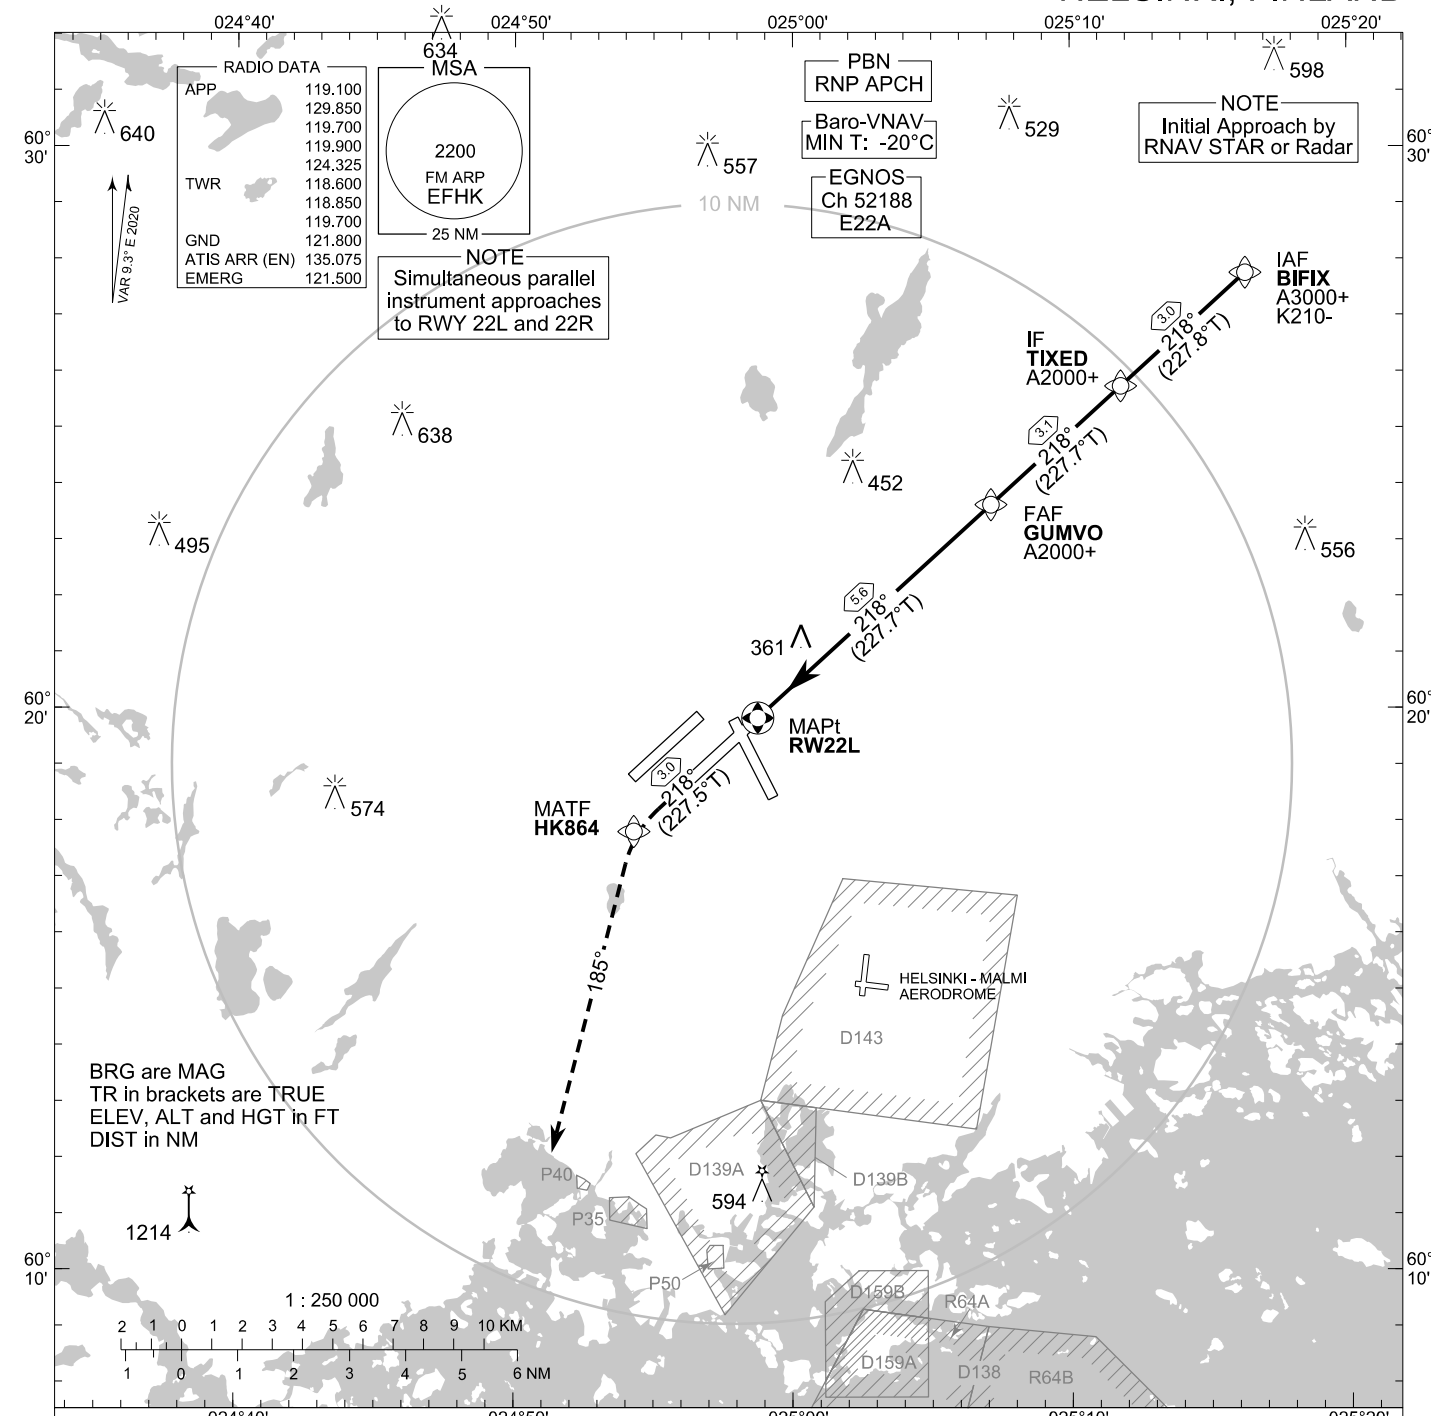 024°40'
024°50'
025°00'
025°10'
025°20'
634
598
RADIO DATA
APP 119.100
129.850
119.700
119.900
124.325
TWR 118.600
118.850
119.700
GND 121.800
ATIS ARR (EN) 135.075
EMERG 121.500
MSA
2200
FM ARP
EFHK
25 NM
NOTE
Simultaneous parallel
instrument approaches
to RWY 22L and 22R
PBN
RNP APCH
Baro-VNAV
MIN T: -20°C
EGNOS
Ch 52188
E22A
NOTE
Initial Approach by
RNAV STAR or Radar
640
60°
30'
60°
30'
529
557
10 NM
VAR 9.3° E 2020
IAF
BIFIX
A3000+
K210-
3.0
218°
(227.8°T)
IF
TIXED
A2000+
3.1
218°
(227.7°T)
638
452
495
FAF
GUMVO
A2000+
556
5.6
218°
(227.7°T)
361
60°
20'
60°
20'
MAPt
RW22L
3.0
218°
(227.5°T)
574
MATF
HK864
185°
HELSINKI - MALMI
AERODROME
D143
BRG are MAG
TR in brackets are TRUE
ELEV, ALT and HGT in FT
DIST in NM
P40
D139A
D139B
594
P35
1214
60°
10'
60°
10'
P50
D159B
R64A
1 : 250 000
2 1 0 1 2 3 4 5 6 7 8 9 10 KM
1 0 1 2 3 4 5 6 NM
D159A
D138
R64B